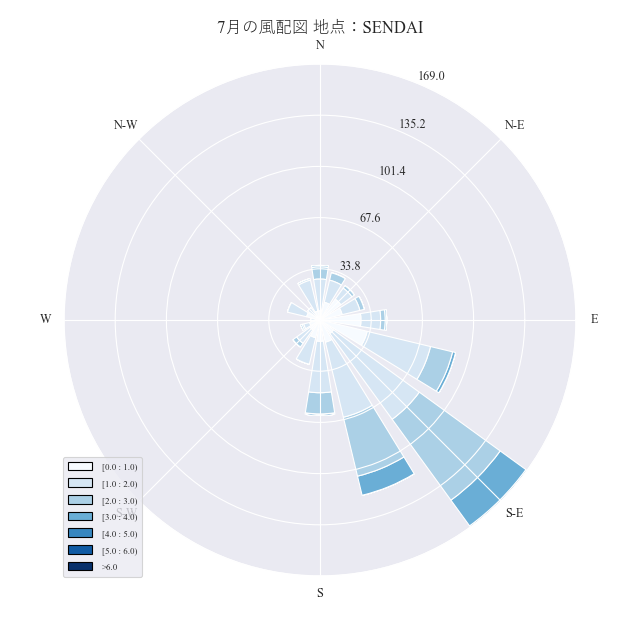 7月の風配図 地点：SENDAI
N
169.0
N-W
135.2
N-E
101.4
67.6
33.8
W
E
[0.0 : 1.0)
[1.0 : 2.0)
[2.0 : 3.0)
S-W
[3.0 : 4.0)
S-E
[4.0 : 5.0)
[5.0 : 6.0)
>6.0
S